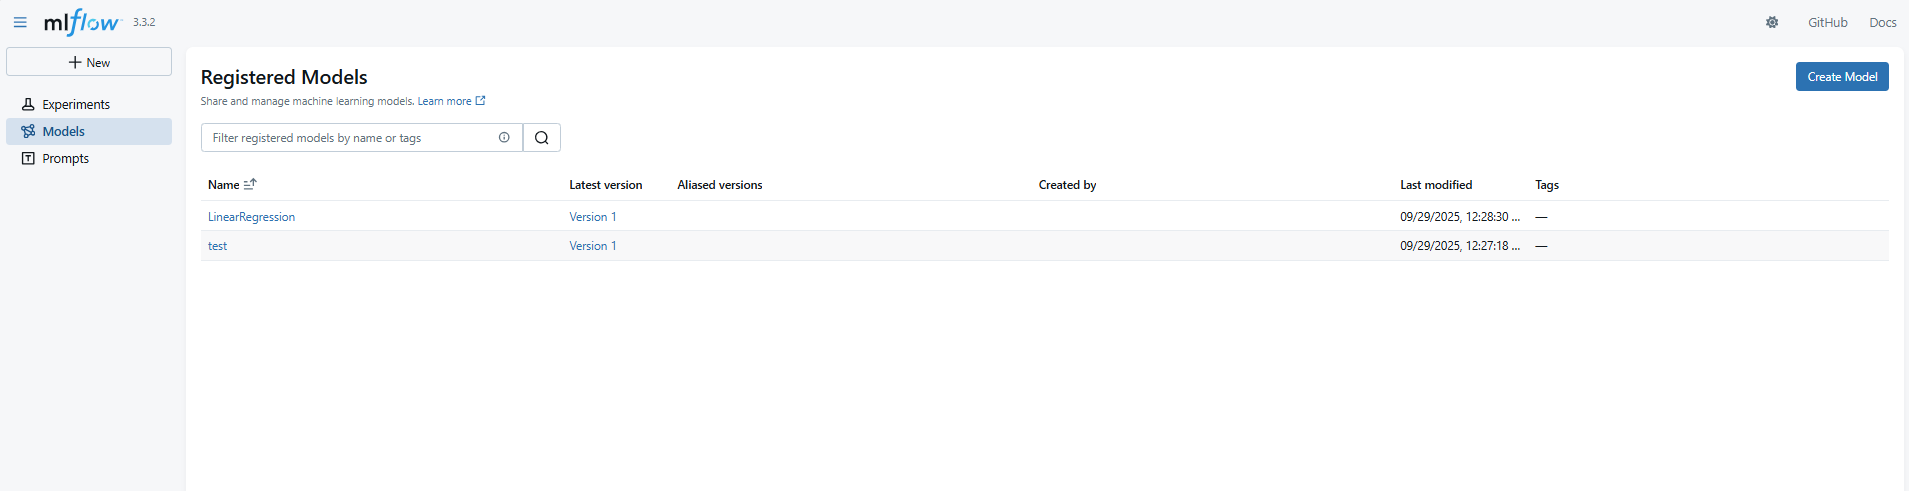 mlflow 3.3.2 GitHub Docs
New
Experiments
Models
Prompts
Registered Models
Create Model
Share and manage machine learning models. Learn more
Filter registered models by name or tags
Name Latest version Aliased versions Created by Last modified Tags
LinearRegression Version 1 09/29/2025, 12:28:30 ... —
test Version 1 09/29/2025, 12:27:18 ... —